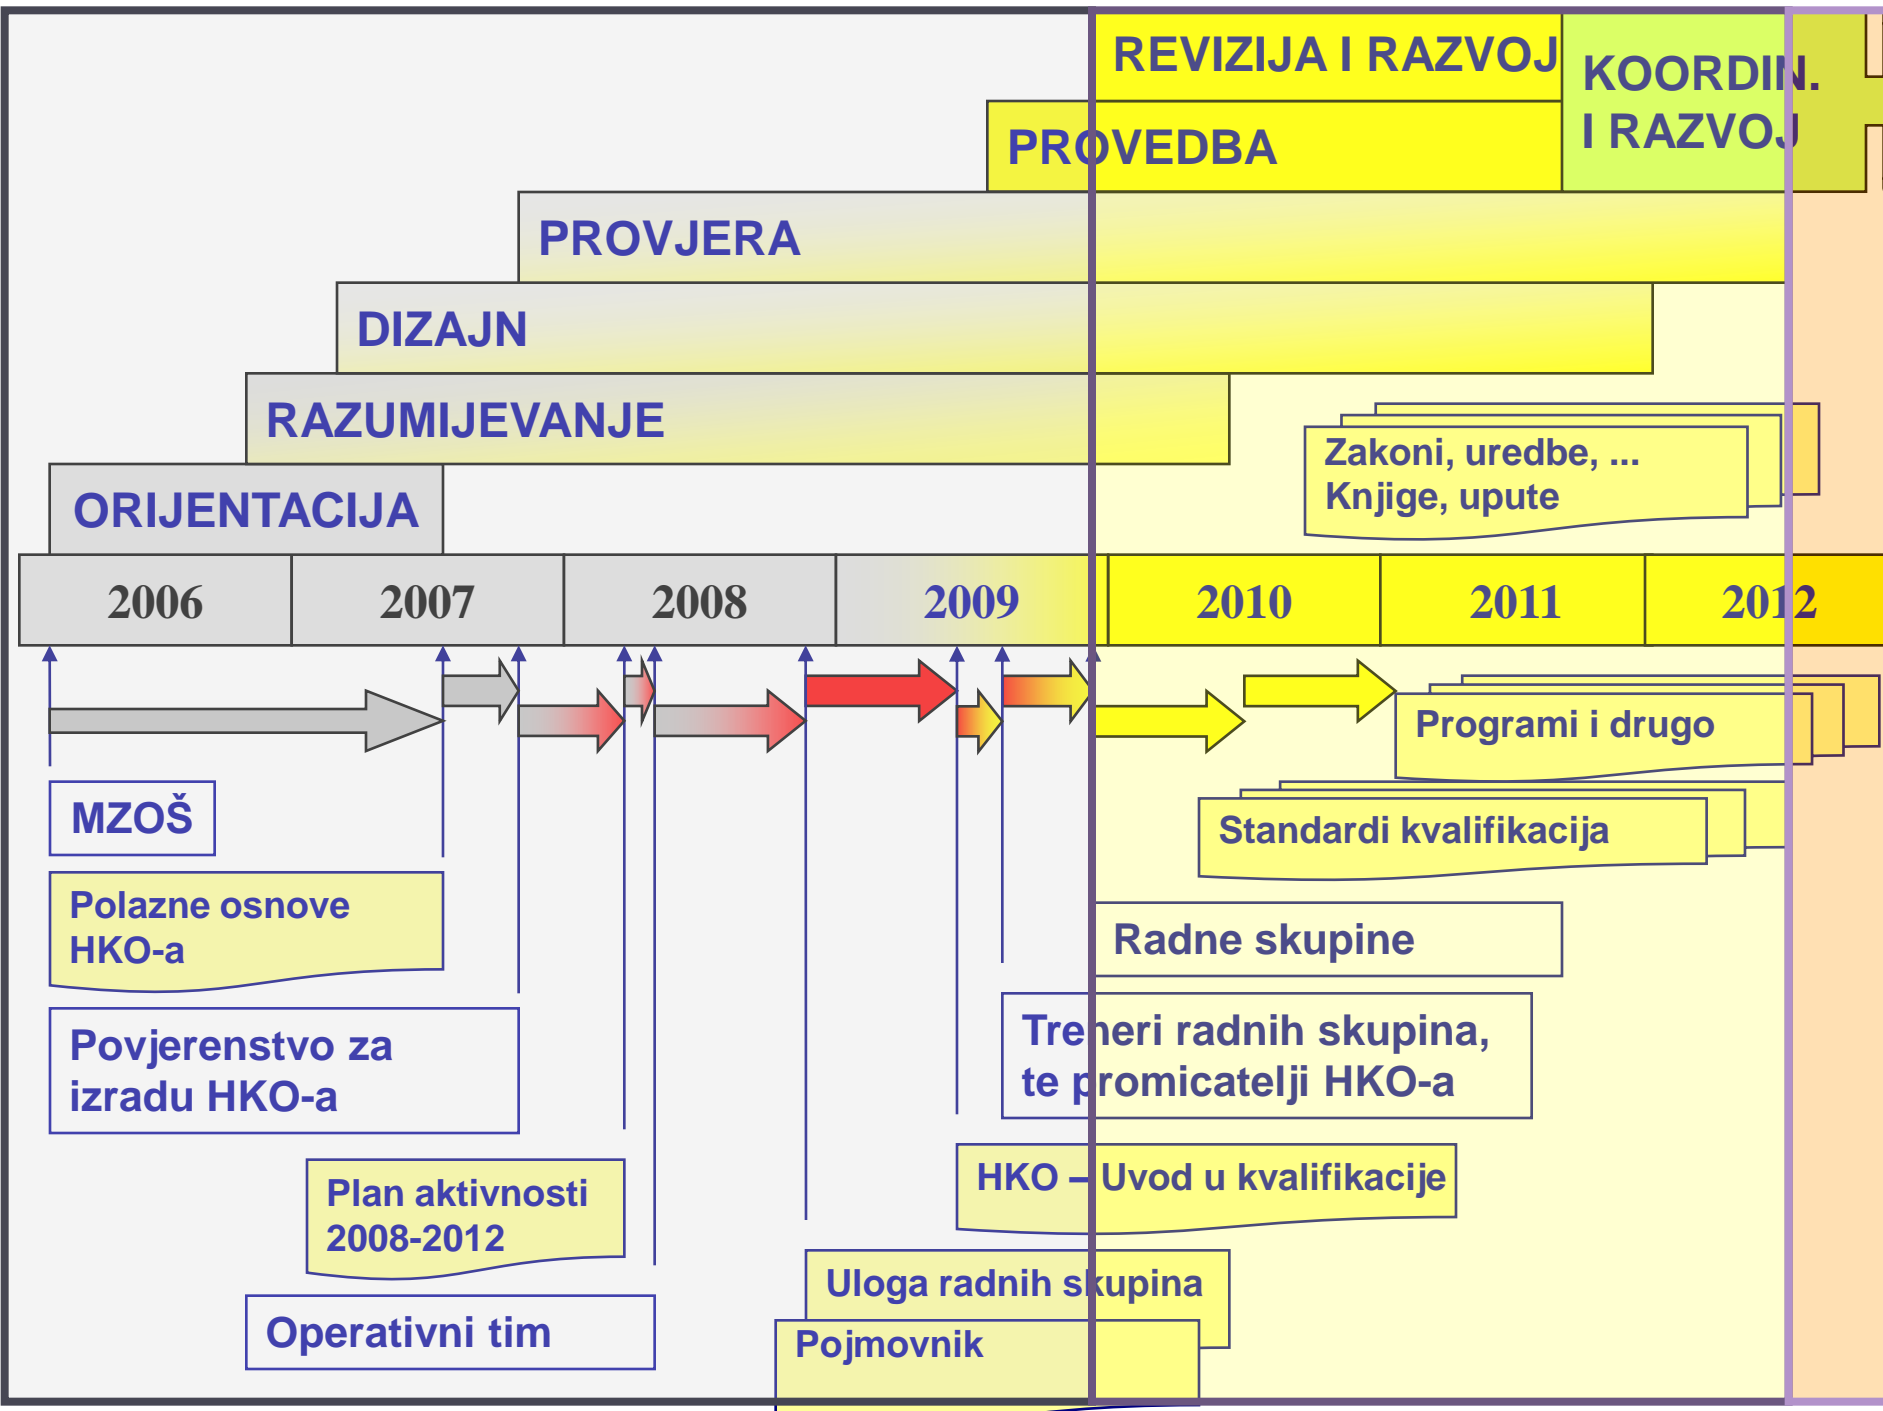 REVIZIJA I RAZVOJ
KOORDIN.
I RAZVOJ
PROVEDBA
PROVJERA
DIZAJN
RAZUMIJEVANJE
Zakoni, uredbe, ...
Knjige, upute
ORIJENTACIJA
2006 2007 2008 2009 2010 2011 2012
Programi i drugo
MZOŠ
Standardi kvalifikacija
Polazne osnove
HKO-a
Radne skupine
Povjerenstvo za
izradu HKO-a
Treneri radnih skupina,
te promicatelji HKO-a
Plan aktivnosti
2008-2012
HKO – Uvod u kvalifikacije
Uloga radnih skupina
Operativni tim
Pojmovnik